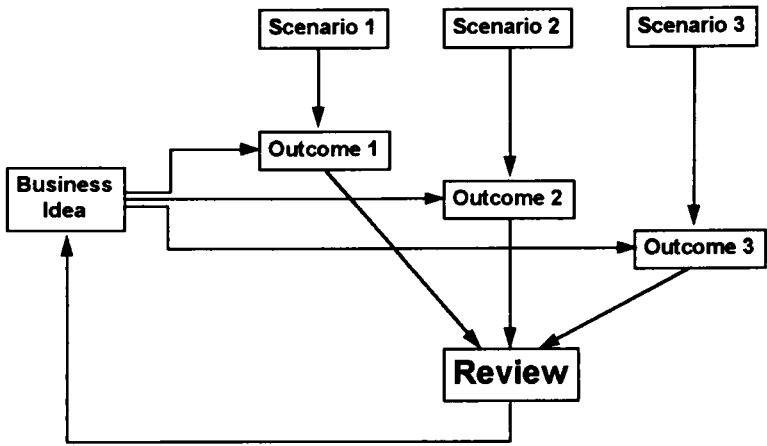 Scenario 1
Scenario 2
Scenario 3
Outcome 1
Business
Idea
Outcome 2
Outcome 3
Review